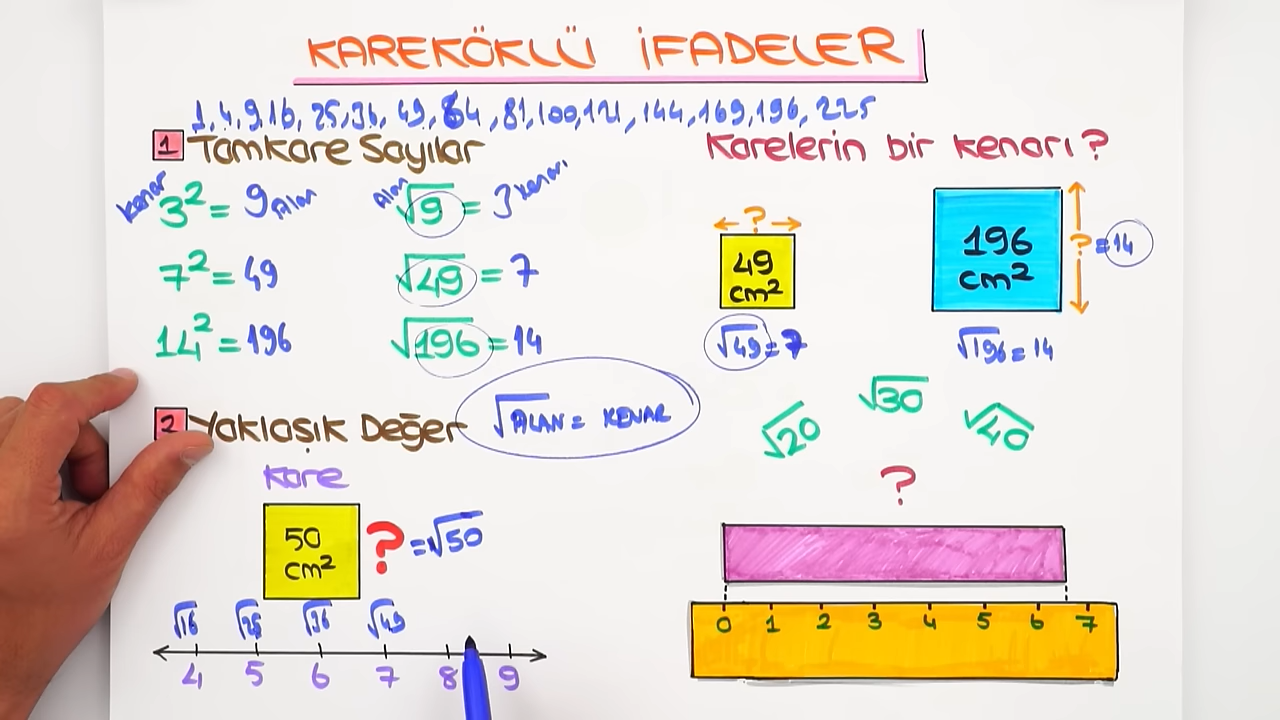 KAREKÖKLÜ İFADELER
1, 4, 9, 16, 25, 36, 49, 64, 81, 100, 121, 144, 169, 196, 225
1 Tamkare Sayılar
Kenar 3² = 9 Alan
Alan √9 = 3 Kenarı
7² = 49
√49 = 7
14² = 196
√196 = 14
Karelerin bir kenarı?
?
49 cm²
√49 = 7
196 cm²
? = 14
√196 = 14
2 Yaklaşık Değer
√ALAN = KENAR
Kare
50 cm²
? = √50
√16 √25 √36 √49
4 5 6 7 8 9
√20 √30 √40
?
0 1 2 3 4 5 6 7